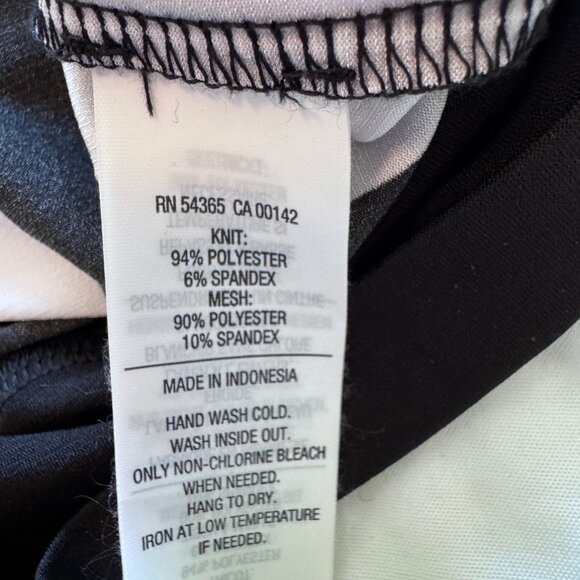 RN 54365 CA 00142
KNIT:
94% POLYESTER
6% SPANDEX
MESH:
90% POLYESTER
10% SPANDEX
MADE IN INDONESIA
HAND WASH COLD.
WASH INSIDE OUT.
ONLY NON-CHLORINE BLEACH
WHEN NEEDED.
HANG TO DRY.
IRON AT LOW TEMPERATURE
IF NEEDED.